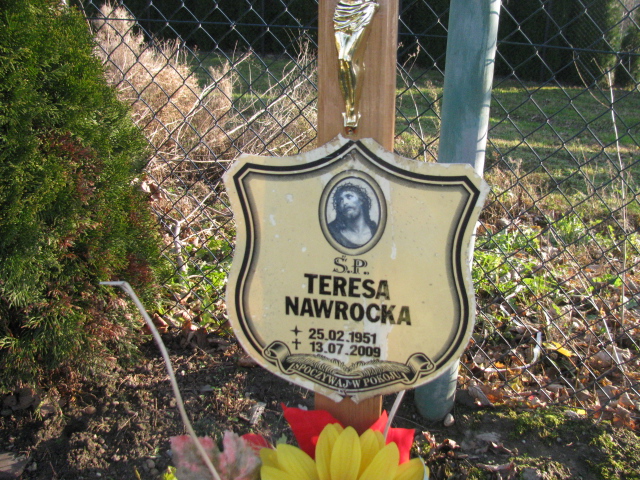 Ś.P.
TERESA
NAWROCKA
25.02.1951
13.07.2009
SPOCZYWAJ W POKOJU